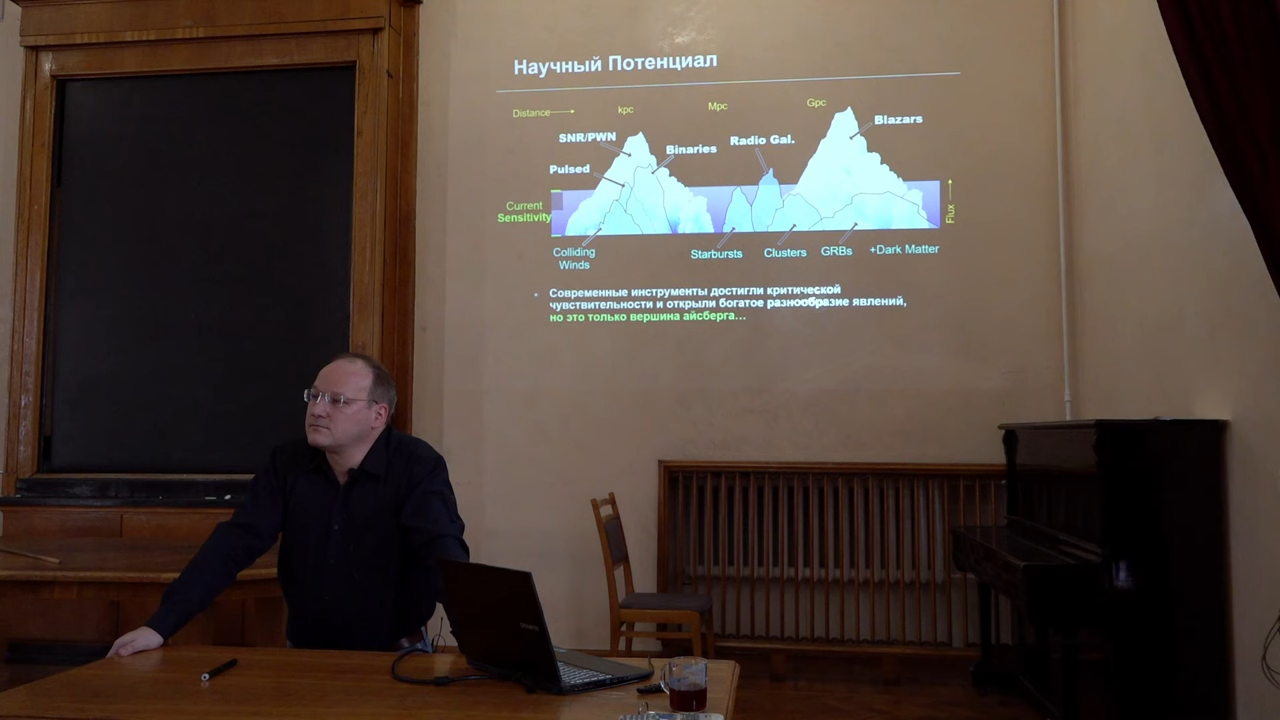 Научный Потенциал
Distance
kpc
Mpc
Gpc
SNR/PWN
Binaries
Radio Gal.
Blazars
Pulsed
Current
Sensitivity
Flux
Colliding
Winds
Starbursts
Clusters
GRBs
+Dark Matter
Современные инструменты достигли критической
чувствительности и открыли богатое разнообразие явлений,
но это только вершина айсберга...